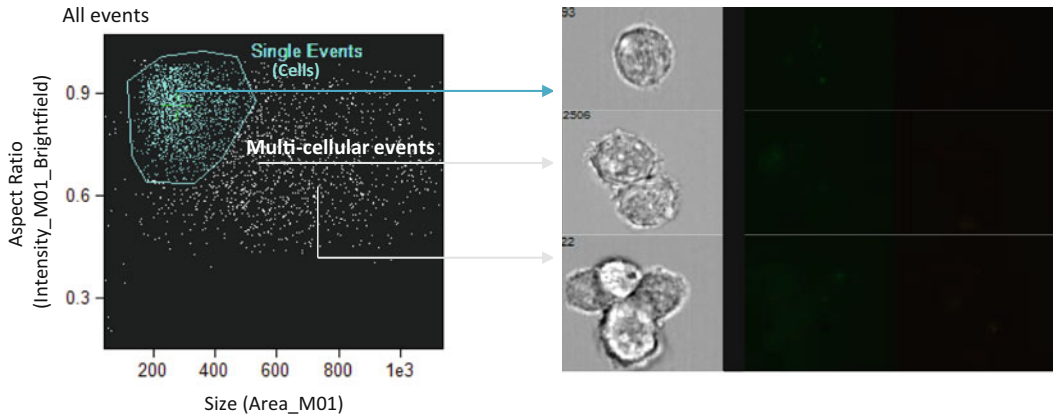 All events
Single Events
(Cells)
Multi-cellular events
Aspect Ratio
(Intensity_M01_Brightfield)
0.9
0.6
0.3
200 400 600 800 1e3
Size (Area_M01)
93
2506
22